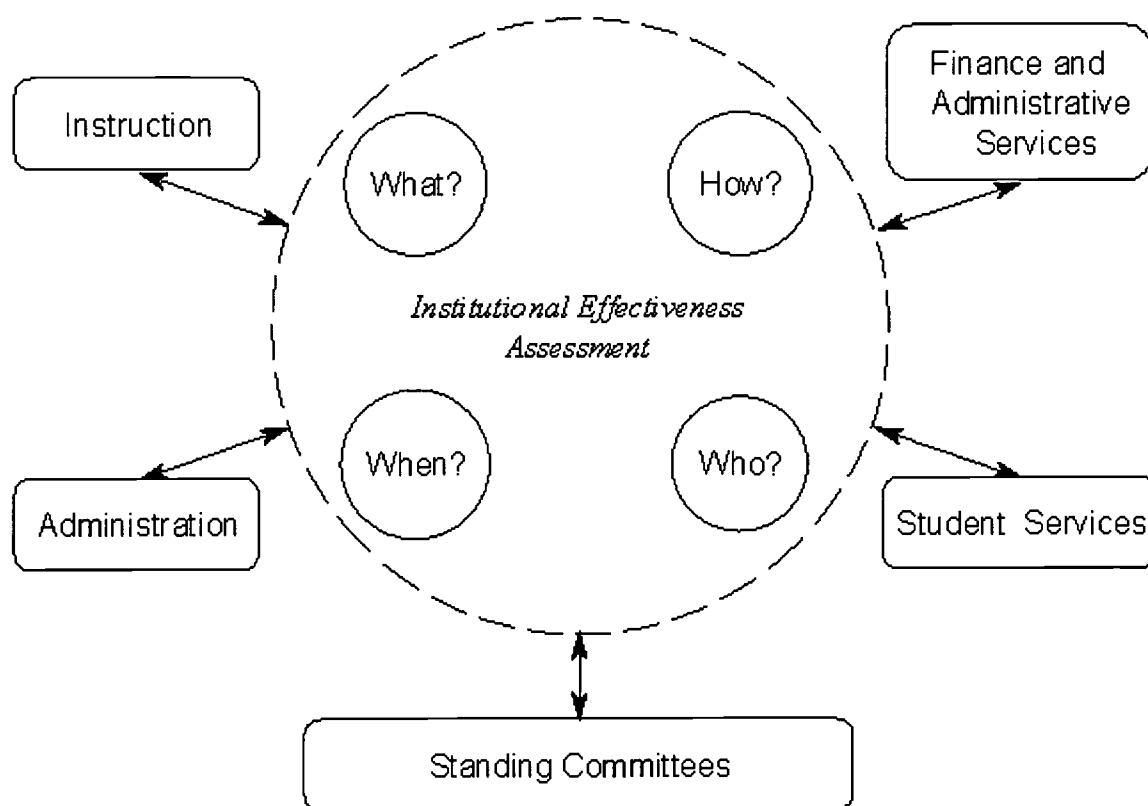 Instruction
Finance and
Administrative
Services
What?
How?
Institutional Effectiveness
Assessment
When?
Who?
Administration
Student Services
Standing Committees